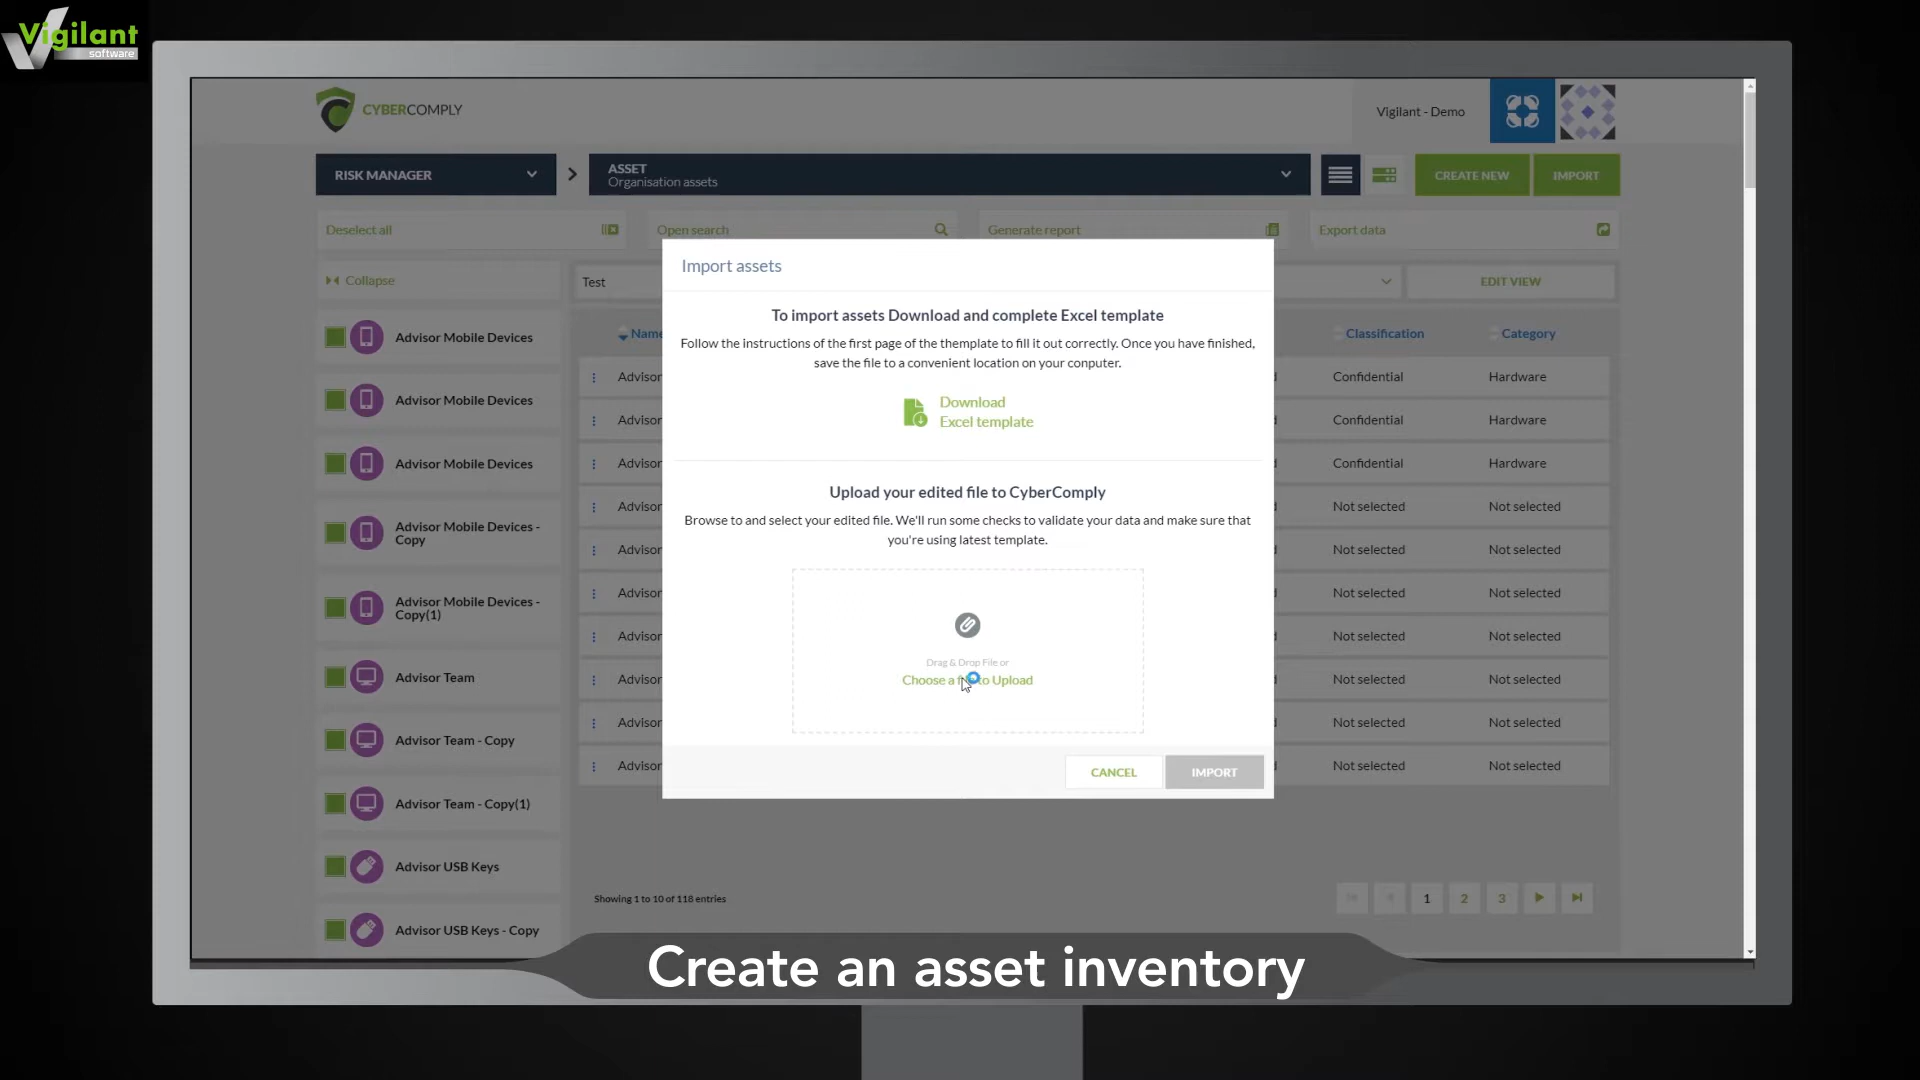 Vigilant
software
CYBERCOMPLY
Vigilant - Demo
RISK MANAGER
ASSET
Organisation assets
CREATE NEW
IMPORT
Deselect all
Open search
Generate report
Export data
Collapse
Test
EDIT VIEW
Advisor Mobile Devices
Advisor Mobile Devices
Advisor Mobile Devices
Advisor Mobile Devices -
Copy
Advisor Mobile Devices -
Copy(1)
Advisor Team
Advisor Team - Copy
Advisor Team - Copy(1)
Advisor USB Keys
Advisor USB Keys - Copy
Name
Classification
Category
Advisor
Confidential
Hardware
Advisor
Confidential
Hardware
Advisor
Confidential
Hardware
Advisor
Not selected
Not selected
Advisor
Not selected
Not selected
Advisor
Not selected
Not selected
Advisor
Not selected
Not selected
Advisor
Not selected
Not selected
Advisor
Not selected
Not selected
Advisor
Not selected
Not selected
Import assets
To import assets Download and complete Excel template
Follow the instructions of the first page of the themplate to fill it out correctly. Once you have finished,
save the file to a convenient location on your computer.
Download
Excel template
Upload your edited file to CyberComply
Browse to and select your edited file. We'll run some checks to validate your data and make sure that
you're using latest template.
Drag & Drop File or
Choose a file to Upload
CANCEL
IMPORT
Showing 1 to 10 of 118 entries
1
2
3
Create an asset inventory